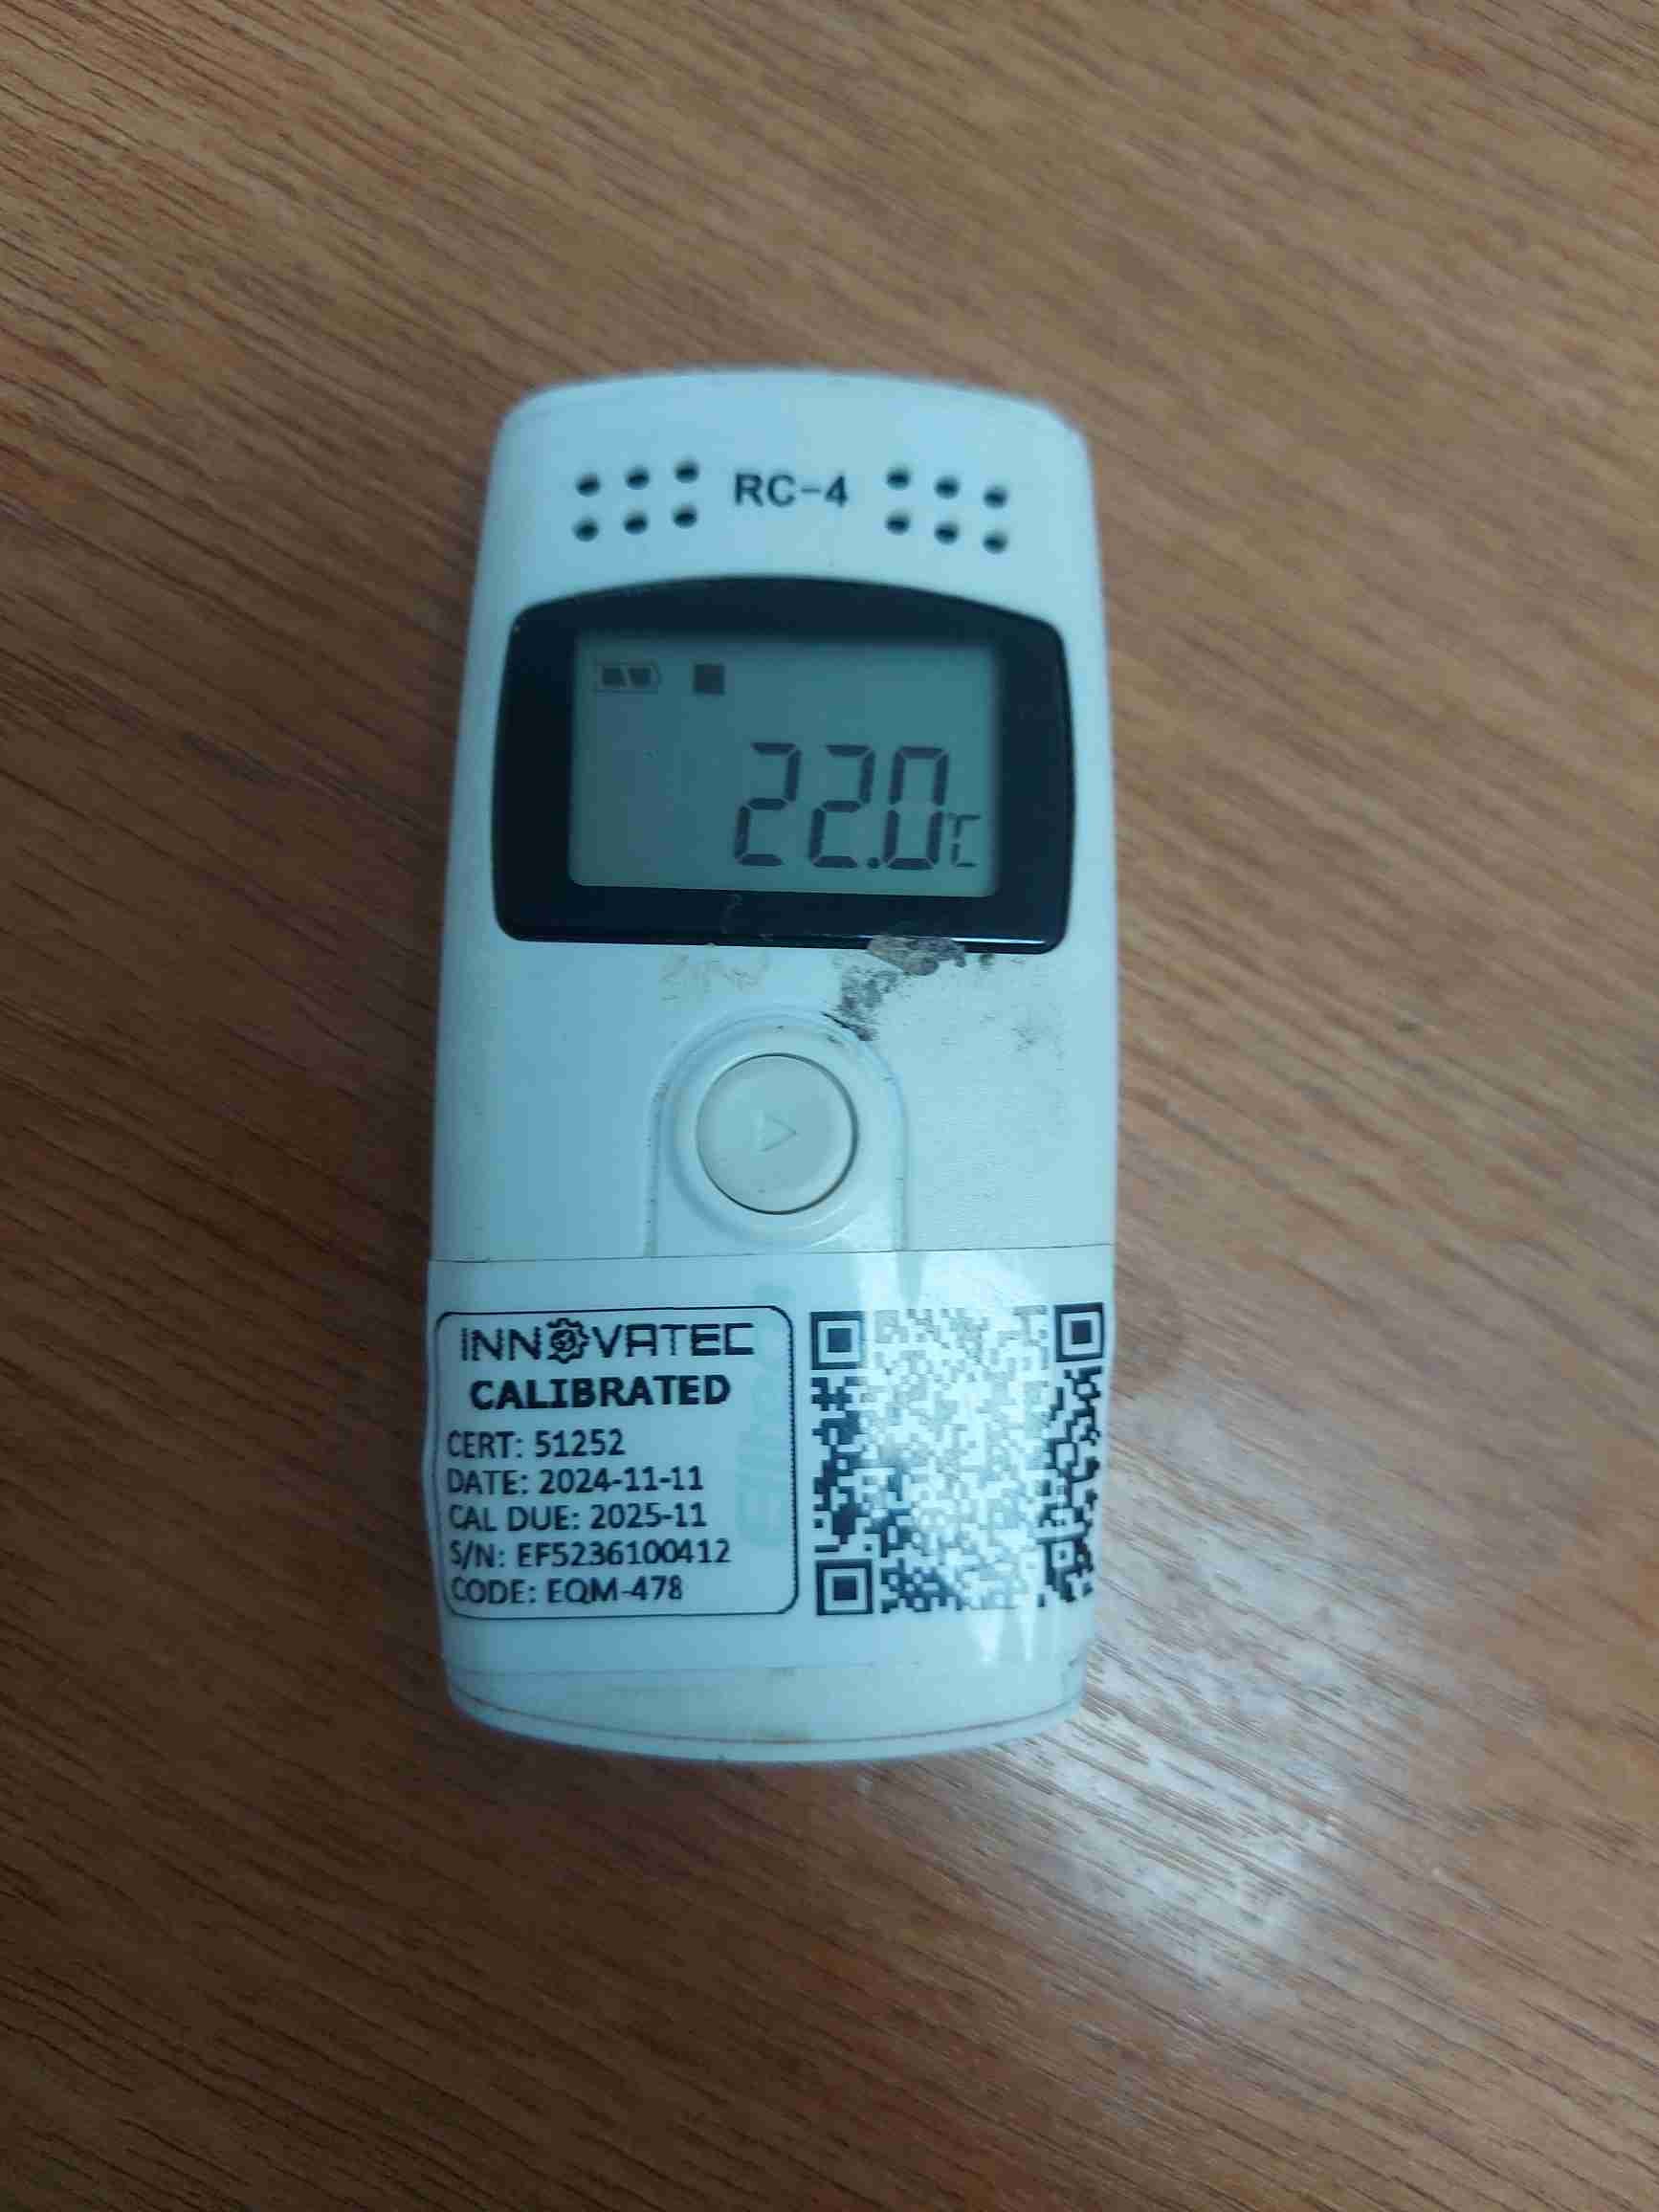 RC-4
22.0℃
INNOVATEC
CALIBRATED
CERT: 51252
DATE: 2024-11-11
CAL DUE: 2025-11
S/N: EF5236100412
CODE: EQM-478